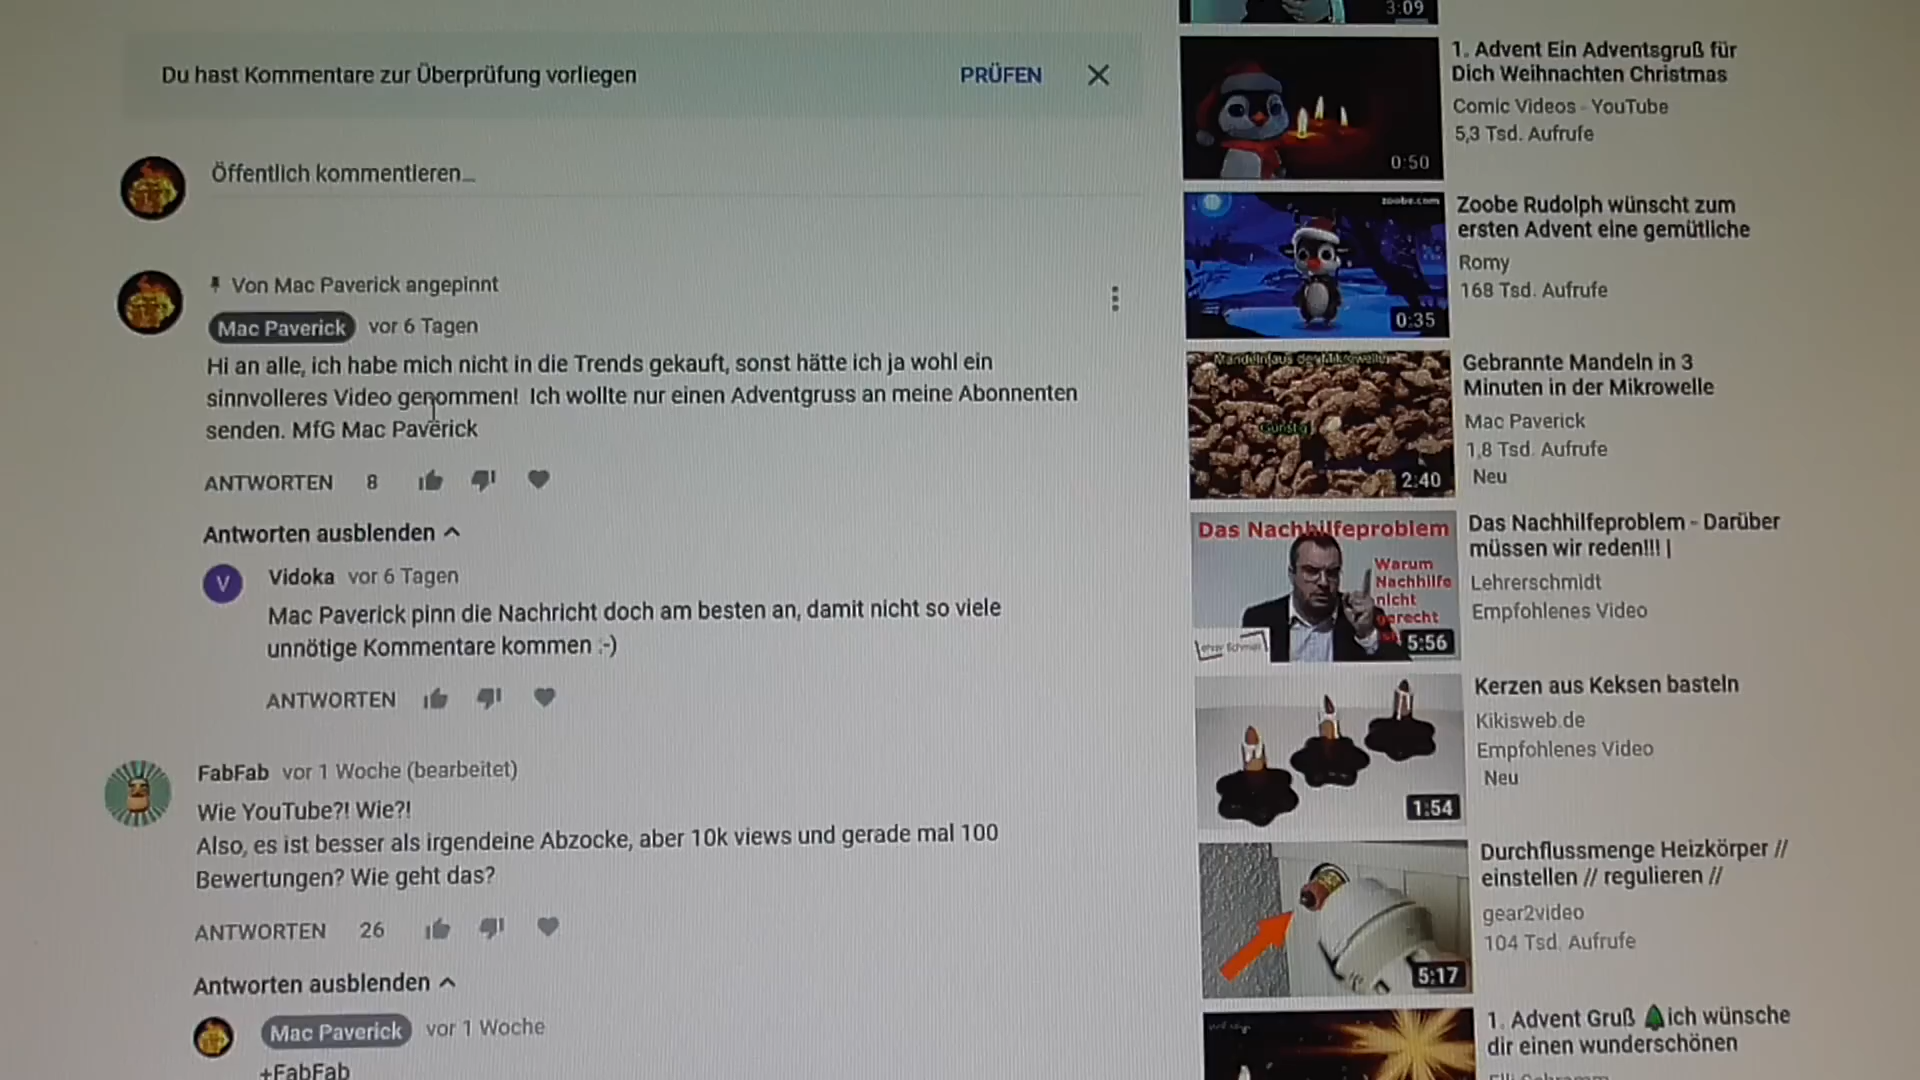 Du hast Kommentare zur Überprüfung vorliegen
PRÜFEN
Öffentlich kommentieren...
Von Mac Paverick angepinnt
Mac Paverick vor 6 Tagen
Hi an alle, ich habe mich nicht in die Trends gekauft, sonst hätte ich ja wohl ein
sinnvolleres Video genommen! Ich wollte nur einen Adventgruss an meine Abonnenten
senden. MfG Mac Paverick
ANTWORTEN 8
Antworten ausblenden
V
Vidoka vor 6 Tagen
Mac Paverick pinn die Nachricht doch am besten an, damit nicht so viele
unnötige Kommentare kommen :-)
ANTWORTEN
FabFab vor 1 Woche (bearbeitet)
Wie YouTube?! Wie?!
Also, es ist besser als irgendeine Abzocke, aber 10k views und gerade mal 100
Bewertungen? Wie geht das?
ANTWORTEN 26
Antworten ausblenden
Mac Paverick vor 1 Woche
+FabFab
3:09
0:50
1. Advent Ein Adventsgruß für
Dich Weihnachten Christmas
Comic Videos - YouTube
5,3 Tsd. Aufrufe
zoobe.com
0:35
Zoobe Rudolph wünscht zum
ersten Advent eine gemütliche
Romy
168 Tsd. Aufrufe
Mandeln aus der Mikrowelle
Günstig
2:40
Gebrannte Mandeln in 3
Minuten in der Mikrowelle
Mac Paverick
1,8 Tsd. Aufrufe
Neu
Das Nachhilfeproblem
Warum
Nachhilfe
nicht
gerecht
5:56
Das Nachhilfeproblem - Darüber
müssen wir reden!!! |
Lehrerschmidt
Empfohlenes Video
1:54
Kerzen aus Keksen basteln
Kikisweb.de
Empfohlenes Video
Neu
5:17
Durchflussmenge Heizkörper //
einstellen // regulieren //
gear2video
104 Tsd. Aufrufe
1. Advent Gruß 🌲ich wünsche
dir einen wunderschönen